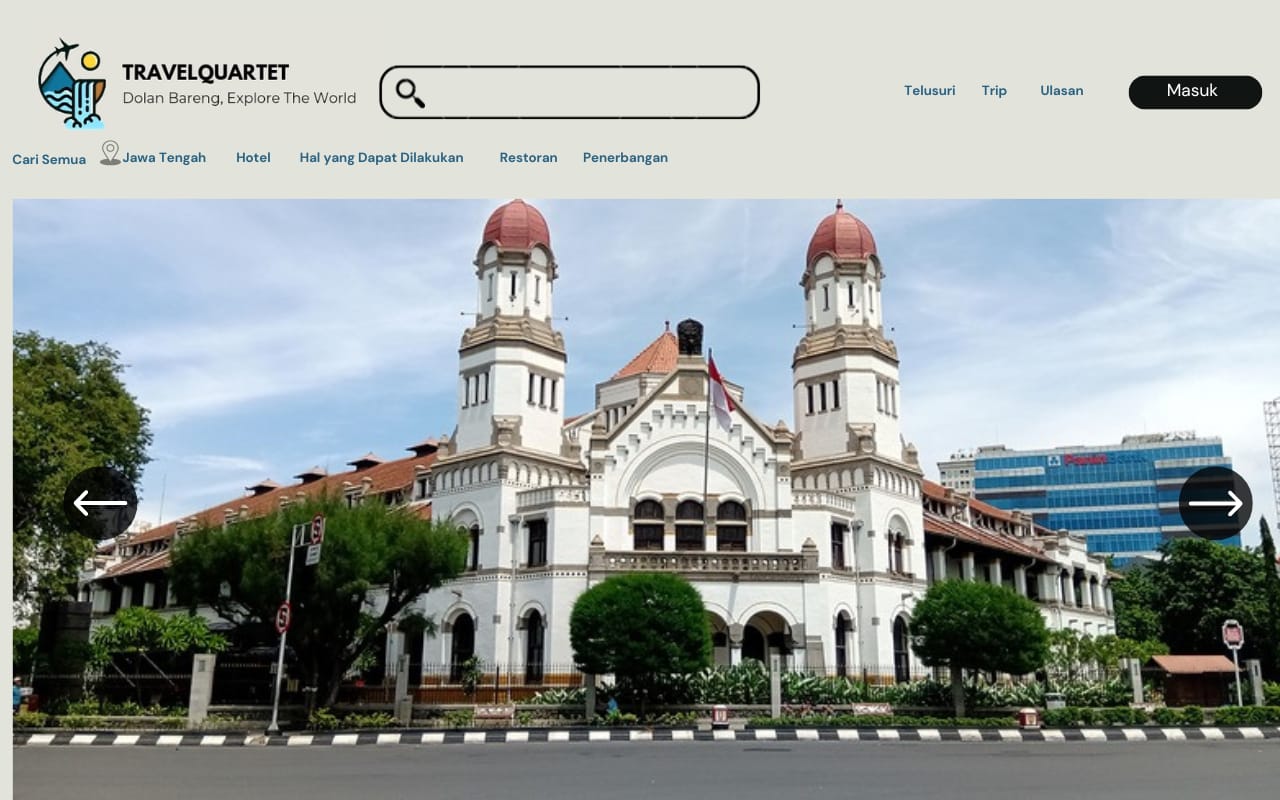 TRAVELQUARTET
Dolan Bareng, Explore The World
Telusuri Trip Ulasan Masuk
Cari Semua Jawa Tengah Hotel Hal yang Dapat Dilakukan Restoran Penerbangan